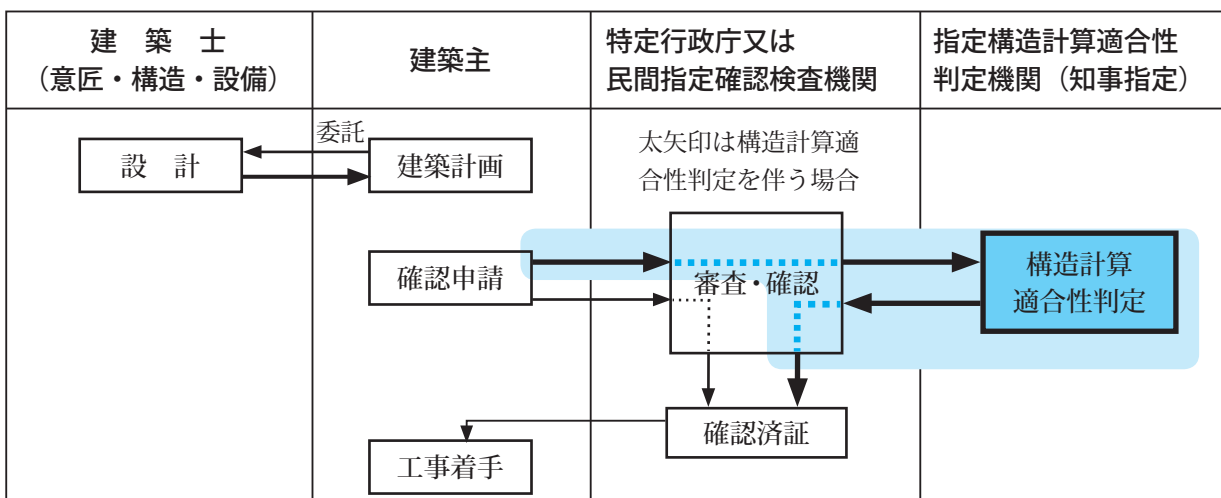 建　築　士
（意匠・構造・設備）
建築主
特定行政庁又は
民間指定確認検査機関
指定構造計算適合性
判定機関（知事指定）
委託
設　計
建築計画
太矢印は構造計算適
合性判定を伴う場合
確認申請
審査・確認
構造計算
適合性判定
確認済証
工事着手